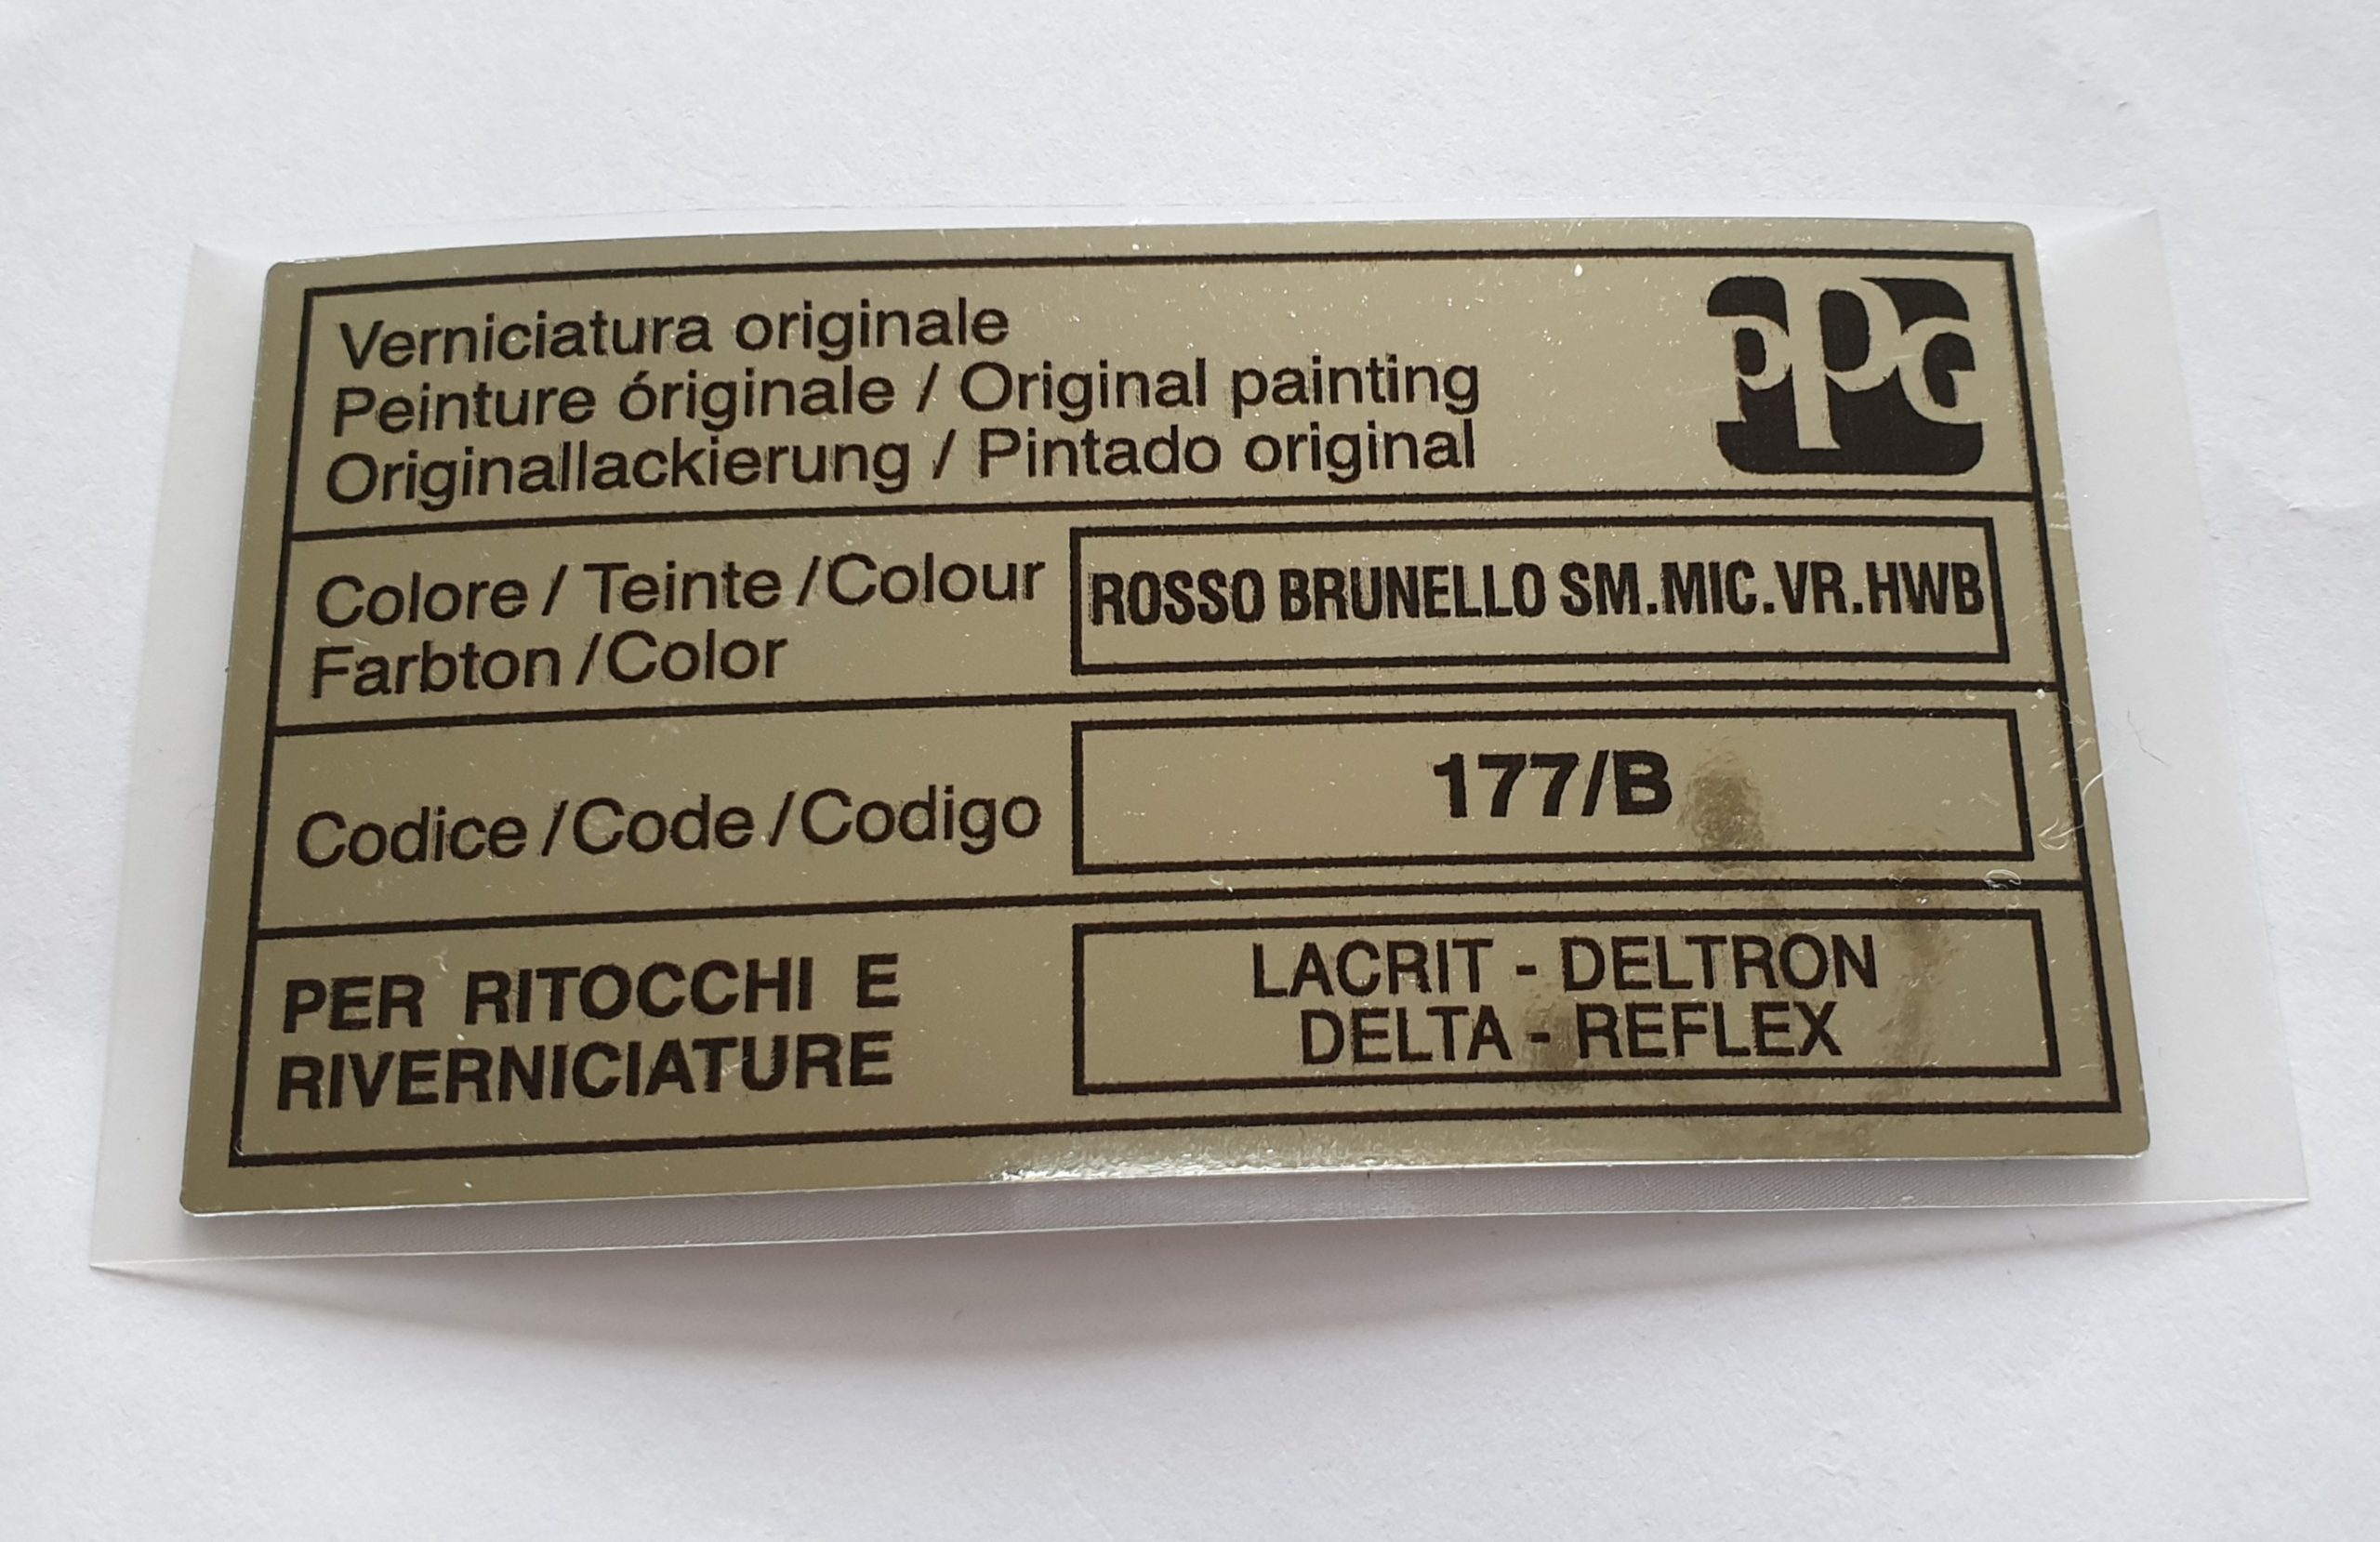 Verniciatura originale
Peinture óriginale / Original painting
Originallackierung / Pintado original
PPG
Colore / Teinte / Colour
Farbton / Color
ROSSO BRUNELLO SM.MIC.VR.HWB
Codice / Code / Codigo
177/B
PER RITOCCHI E
RIVERNICIATURE
LACRIT - DELTRON
DELTA - REFLEX